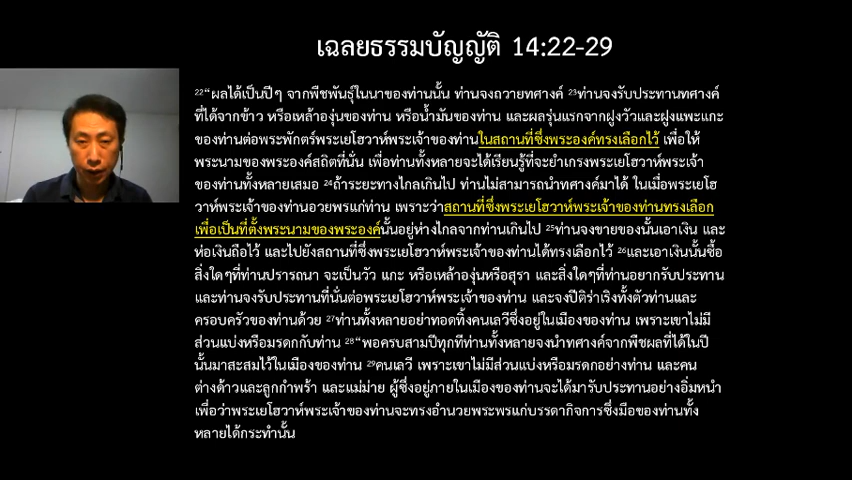 เฉลยธรรมบัญญัติ 14:22-29
²²“ผลได้เป็นปีๆ จากพืชพันธุ์ในนาของท่านนั้น ท่านจงถวายทศางค์ ²³ท่านจงรับประทานทศางค์
ที่ได้จากข้าว หรือเหล้าองุ่นของท่าน หรือน้ำมันของท่าน และผลรุ่นแรกจากฝูงวัวและฝูงแพะแกะ
ของท่านต่อพระพักตร์พระเยโฮวาห์พระเจ้าของท่านในสถานที่ซึ่งพระองค์ทรงเลือกไว้ เพื่อให้
พระนามของพระองค์สถิตที่นั่น เพื่อท่านทั้งหลายจะได้เรียนรู้ที่จะยำเกรงพระเยโฮวาห์พระเจ้า
ของท่านทั้งหลายเสมอ ²⁴ถ้าระยะทางไกลเกินไป ท่านไม่สามารถนำทศางค์มาได้ ในเมื่อพระเยโฮ
วาห์พระเจ้าของท่านอวยพรแก่ท่าน เพราะว่าสถานที่ซึ่งพระเยโฮวาห์พระเจ้าของท่านทรงเลือก
เพื่อเป็นที่ตั้งพระนามของพระองค์นั้นอยู่ห่างไกลจากท่านเกินไป ²⁵ท่านจงขายของนั้นเอาเงิน และ
ห่อเงินถือไว้ และไปยังสถานที่ซึ่งพระเยโฮวาห์พระเจ้าของท่านได้ทรงเลือกไว้ ²⁶และเอาเงินนั้นซื้อ
สิ่งใดๆที่ท่านปรารถนา จะเป็นวัว แกะ หรือเหล้าองุ่นหรือสุรา และสิ่งใดๆที่ท่านอยากรับประทาน
และท่านจงรับประทานที่นั่นต่อพระเยโฮวาห์พระเจ้าของท่าน และจงปีติร่าเริงทั้งตัวท่านและ
ครอบครัวของท่านด้วย ²⁷ท่านทั้งหลายอย่าทอดทิ้งคนเลวีซึ่งอยู่ในเมืองของท่าน เพราะเขาไม่มี
ส่วนแบ่งหรือมรดกกับท่าน ²⁸“พอครบสามปีทุกทีท่านทั้งหลายจงนำทศางค์จากพืชผลที่ได้ในปี
นั้นมาสะสมไว้ในเมืองของท่าน ²⁹คนเลวี เพราะเขาไม่มีส่วนแบ่งหรือมรดกอย่างท่าน และคน
ต่างด้าวและลูกกำพร้า และแม่ม่าย ผู้ซึ่งอยู่ภายในเมืองของท่านจะได้มารับประทานอย่างอิ่มหนำ
เพื่อว่าพระเยโฮวาห์พระเจ้าของท่านจะทรงอำนวยพระพรแก่บรรดากิจการซึ่งมือของท่านทั้ง
หลายได้กระทำนั้น